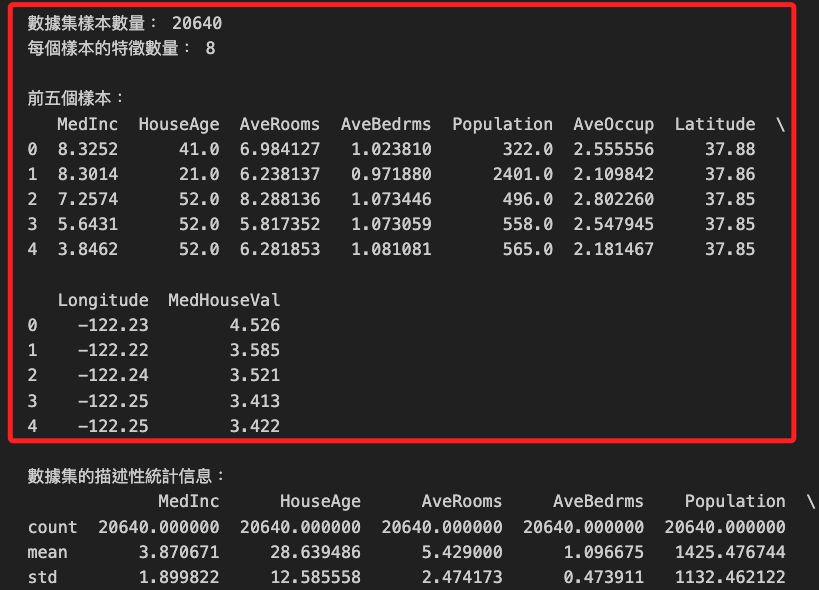 數據集樣本數量： 20640
每個樣本的特徵數量： 8
前五個樣本：
MedInc HouseAge AveRooms AveBedrms Population AveOccup Latitude \
0 8.3252 41.0 6.984127 1.023810 322.0 2.555556 37.88
1 8.3014 21.0 6.238137 0.971880 2401.0 2.109842 37.86
2 7.2574 52.0 8.288136 1.073446 496.0 2.802260 37.85
3 5.6431 52.0 5.817352 1.073059 558.0 2.547945 37.85
4 3.8462 52.0 6.281853 1.081081 565.0 2.181467 37.85
Longitude MedHouseVal
0 -122.23 4.526
1 -122.22 3.585
2 -122.24 3.521
3 -122.25 3.413
4 -122.25 3.422
數據集的描述性統計信息：
MedInc HouseAge AveRooms AveBedrms Population \
count 20640.000000 20640.000000 20640.000000 20640.000000 20640.000000
mean 3.870671 28.639486 5.429000 1.096675 1425.476744
std 1.899822 12.585558 2.474173 0.473911 1132.462122